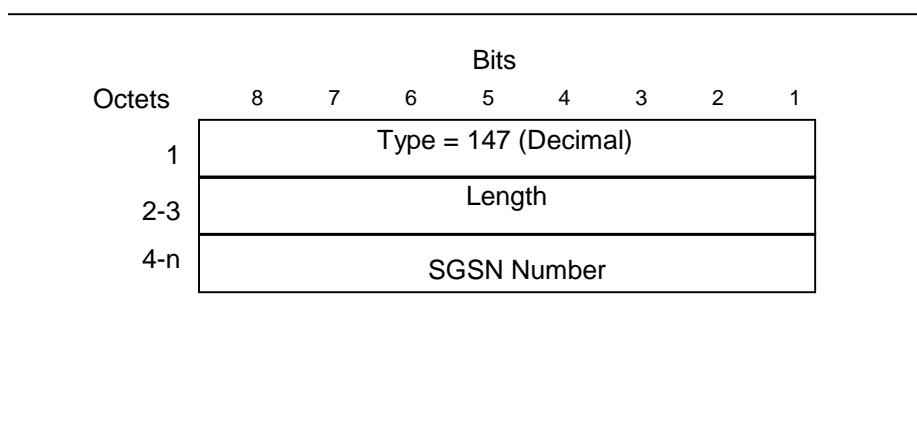 Bits
Octets 8 7 6 5 4 3 2 1
1 Type = 147 (Decimal)
2-3 Length
4-n SGSN Number